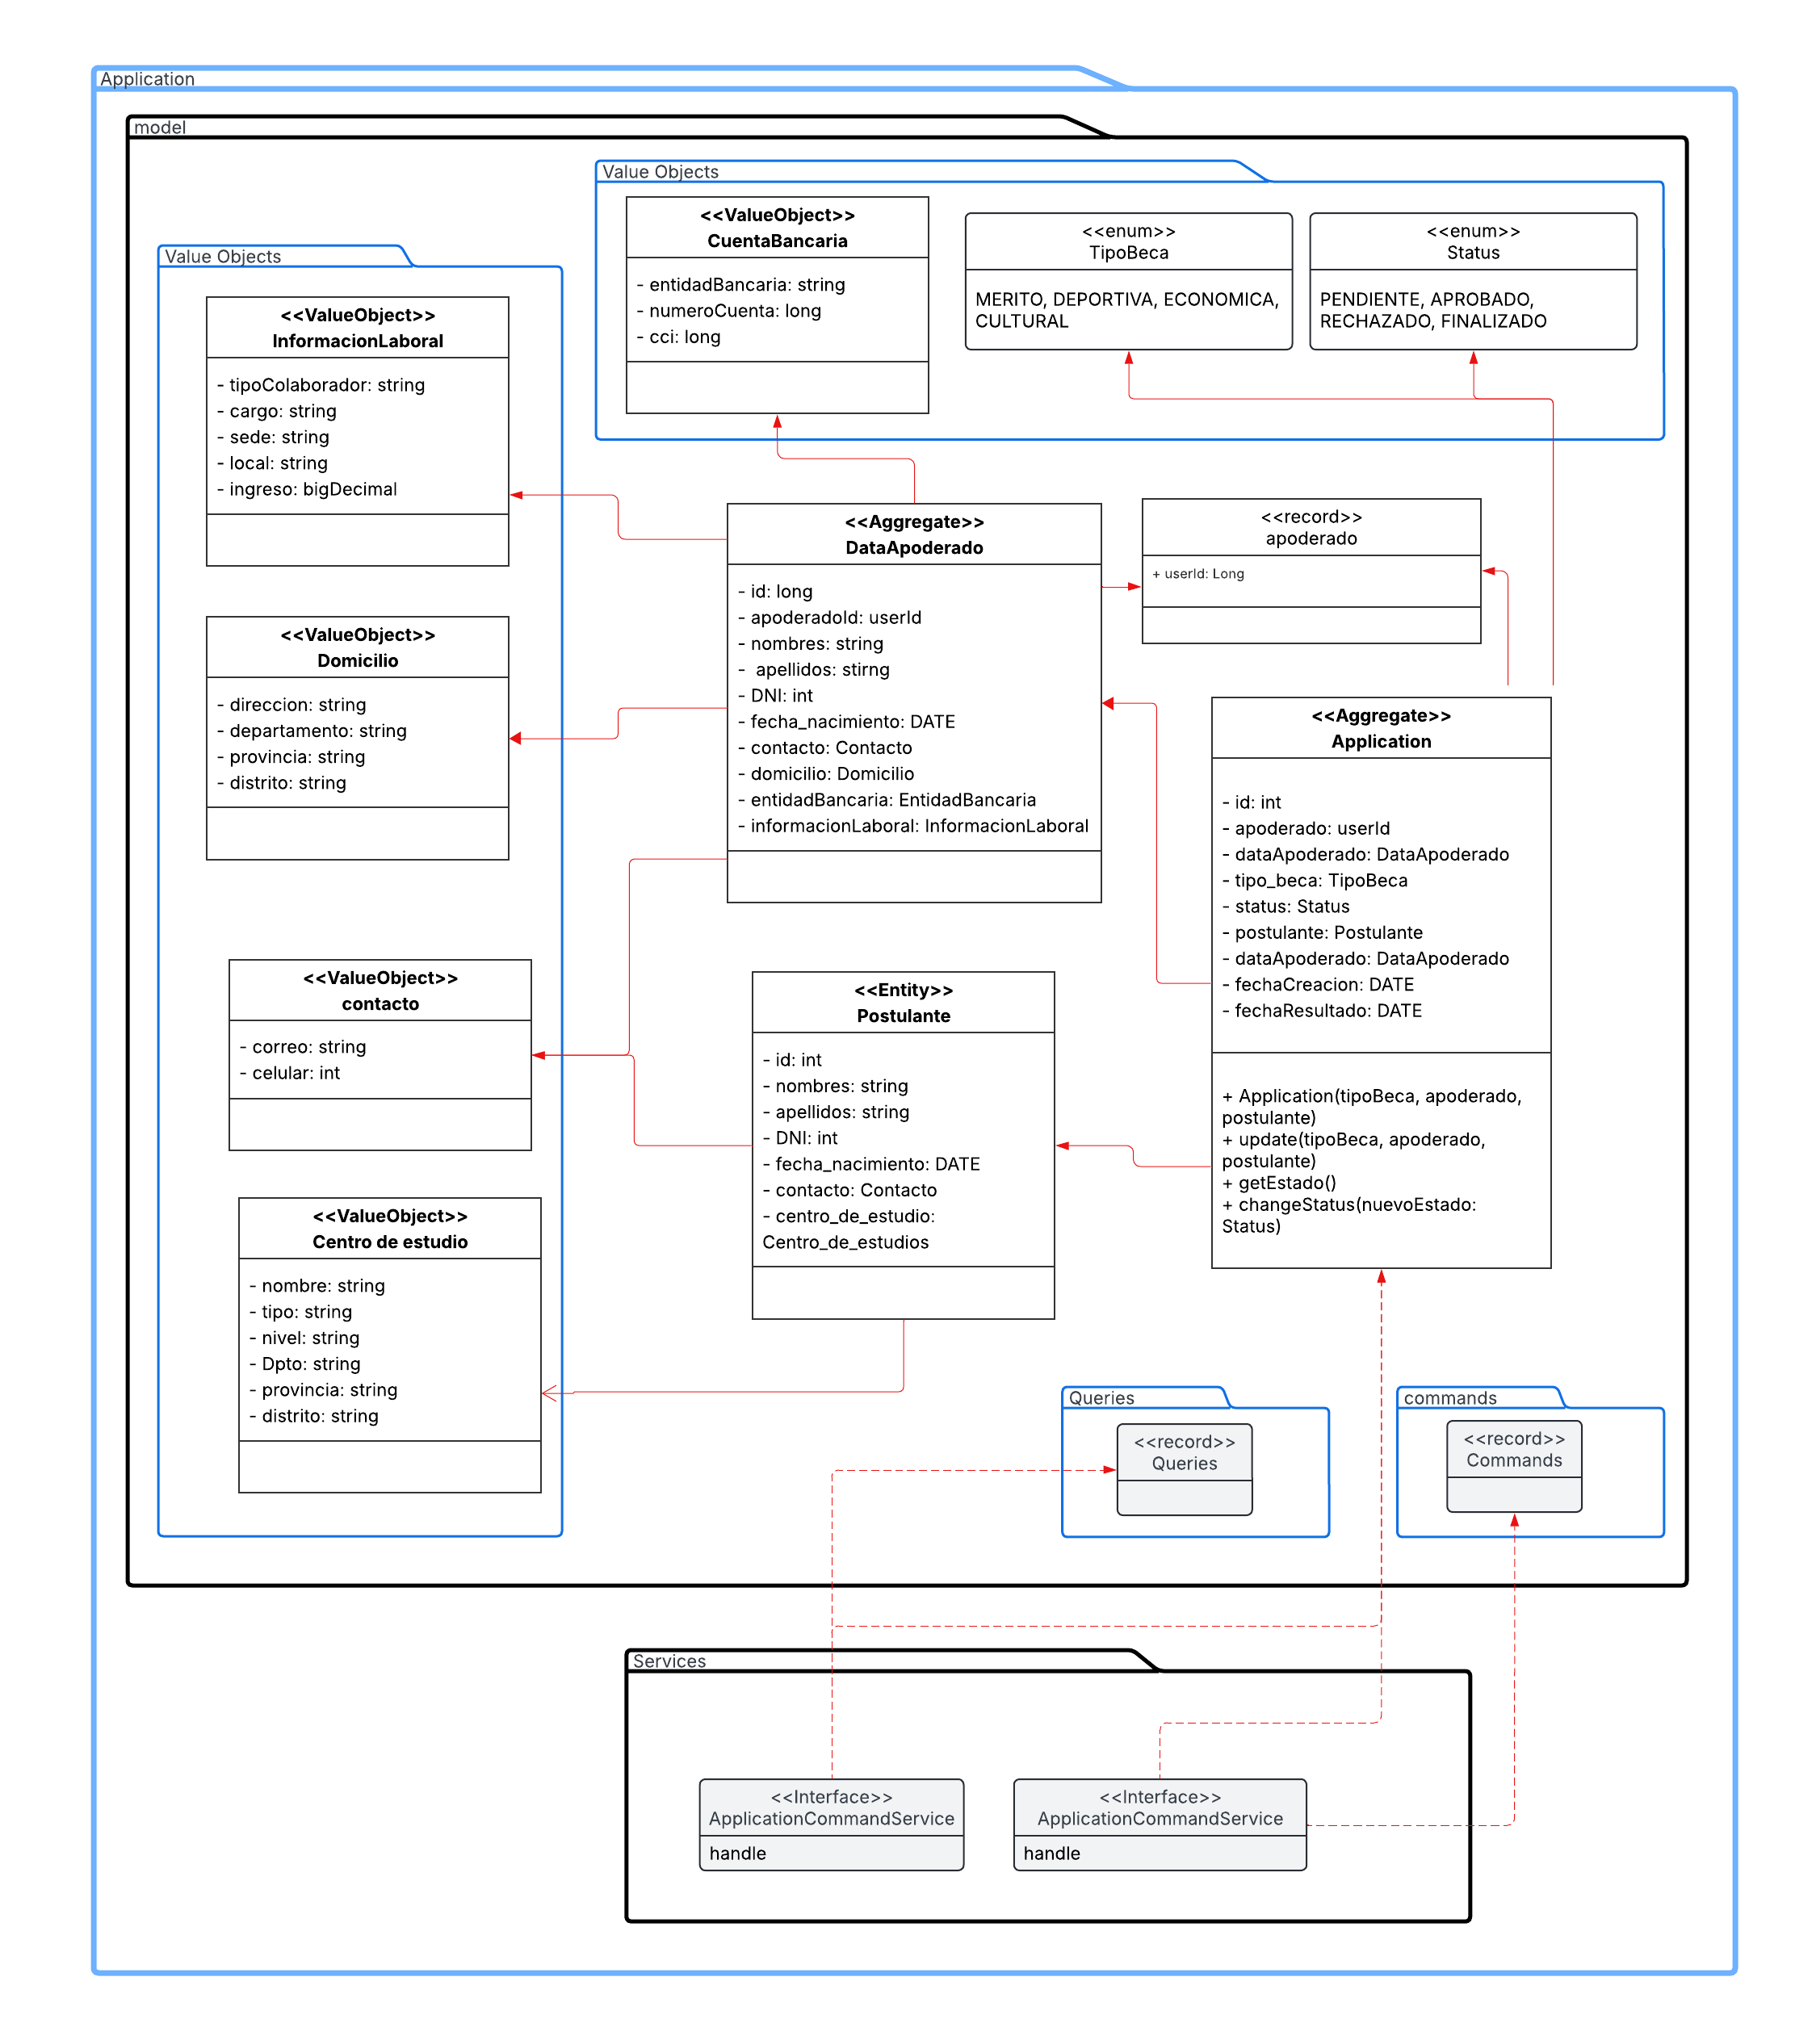 Application
model
Value Objects
<<ValueObject>>
CuentaBancaria
- entidadBancaria: string
- numeroCuenta: long
- cci: long
<<enum>>
TipoBeca
MERITO, DEPORTIVA, ECONOMICA,
CULTURAL
<<enum>>
Status
PENDIENTE, APROBADO,
RECHAZADO, FINALIZADO
Value Objects
<<ValueObject>>
InformacionLaboral
- tipoColaborador: string
- cargo: string
- sede: string
- local: string
- ingreso: bigDecimal
<<ValueObject>>
Domicilio
- direccion: string
- departamento: string
- provincia: string
- distrito: string
<<ValueObject>>
contacto
- correo: string
- celular: int
<<ValueObject>>
Centro de estudio
- nombre: string
- tipo: string
- nivel: string
- Dpto: string
- provincia: string
- distrito: string
<<Aggregate>>
DataApoderado
- id: long
- apoderadoId: userId
- nombres: string
-  apellidos: stirng
- DNI: int
- fecha_nacimiento: DATE
- contacto: Contacto
- domicilio: Domicilio
- entidadBancaria: EntidadBancaria
- informacionLaboral: InformacionLaboral
<<record>>
apoderado
+ userId: Long
<<Entity>>
Postulante
- id: int
- nombres: string
- apellidos: string
- DNI: int
- fecha_nacimiento: DATE
- contacto: Contacto
- centro_de_estudio:
Centro_de_estudios
<<Aggregate>>
Application
- id: int
- apoderado: userId
- dataApoderado: DataApoderado
- tipo_beca: TipoBeca
- status: Status
- postulante: Postulante
- dataApoderado: DataApoderado
- fechaCreacion: DATE
- fechaResultado: DATE
+ Application(tipoBeca, apoderado,
postulante)
+ update(tipoBeca, apoderado,
postulante)
+ getEstado()
+ changeStatus(nuevoEstado:
Status)
Queries
<<record>>
Queries
commands
<<record>>
Commands
Services
<<Interface>>
ApplicationCommandService
handle
<<Interface>>
ApplicationCommandService
handle